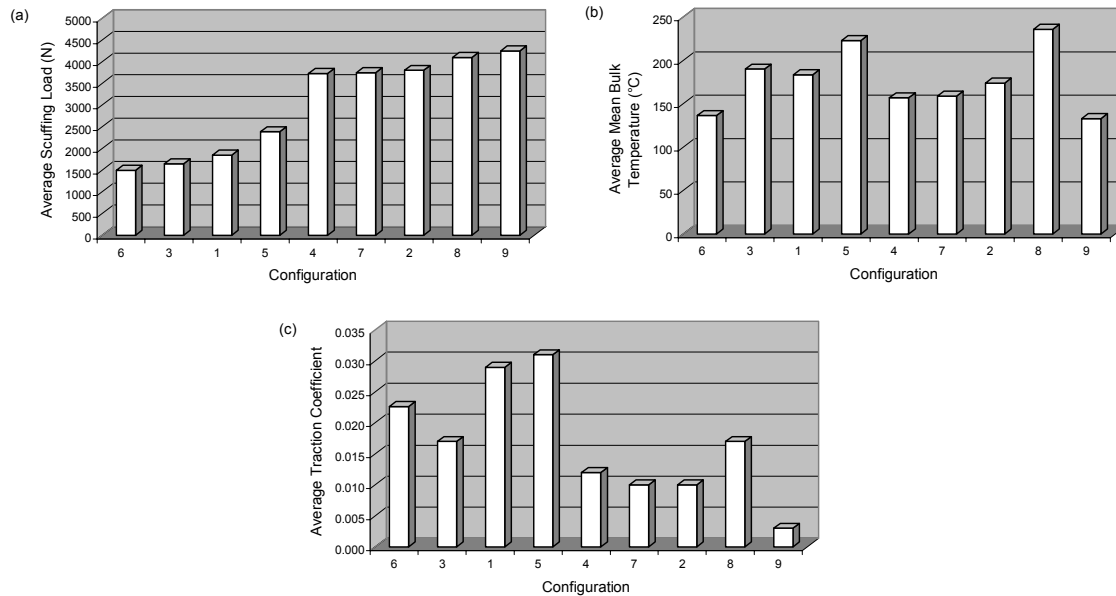 (a)
Average Scuffing Load (N)
5000
4500
4000
3500
3000
2500
2000
1500
1000
500
0
6 3 1 5 4 7 2 8 9
Configuration
(b)
Average Mean Bulk
Temperature (°C)
250
200
150
100
50
0
6 3 1 5 4 7 2 8 9
Configuration
(c)
Average Traction Coefficient
0.035
0.030
0.025
0.020
0.015
0.010
0.005
0.000
6 3 1 5 4 7 2 8 9
Configuration